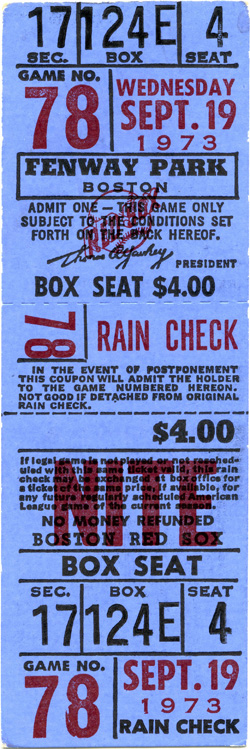 17 124E 4
SEC. BOX SEAT
GAME NO.
78
WEDNESDAY
SEPT. 19
1973
FENWAY PARK
BOSTON
ADMIT ONE - THIS GAME ONLY
SUBJECT TO THE CONDITIONS SET
FORTH ON THE BACK HEREOF.
Thomas A Yawkey
PRESIDENT
BOX SEAT $4.00
78
RAIN CHECK
IN THE EVENT OF POSTPONEMENT
THIS COUPON WILL ADMIT THE HOLDER
TO THE GAME NUMBERED HEREON.
NOT GOOD IF DETACHED FROM ORIGINAL
RAIN CHECK.
$4.00
If legal game is not played or not resched-
uled with this same ticket valid, this rain
check may be exchanged at box office for
a ticket of the same price, if available, for
any future regularly scheduled American
League game of the current season.
NITE
NO MONEY REFUNDED
BOSTON RED SOX
BOX SEAT
SEC. BOX SEAT
17 124E 4
GAME NO.
78
SEPT. 19
1973
RAIN CHECK